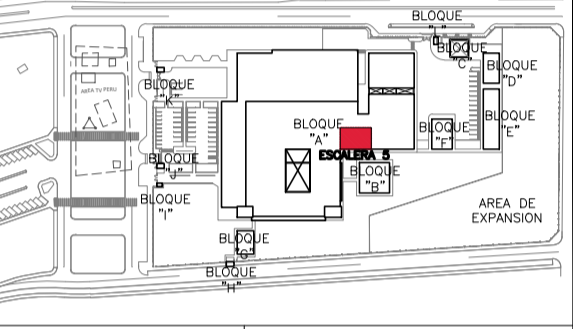 BLOQUE
BLOQUE
"C"
BLOQUE
"D"
BLOQUE
"K"
AREA TV PERU
BLOQUE
"A"
BLOQUE
"E"
BLOQUE
"F"
ESCALERA 5
BLOQUE
"J"
BLOQUE
"B"
BLOQUE
"I"
AREA DE
EXPANSION
BLOQUE
"G"
BLOQUE
"H"